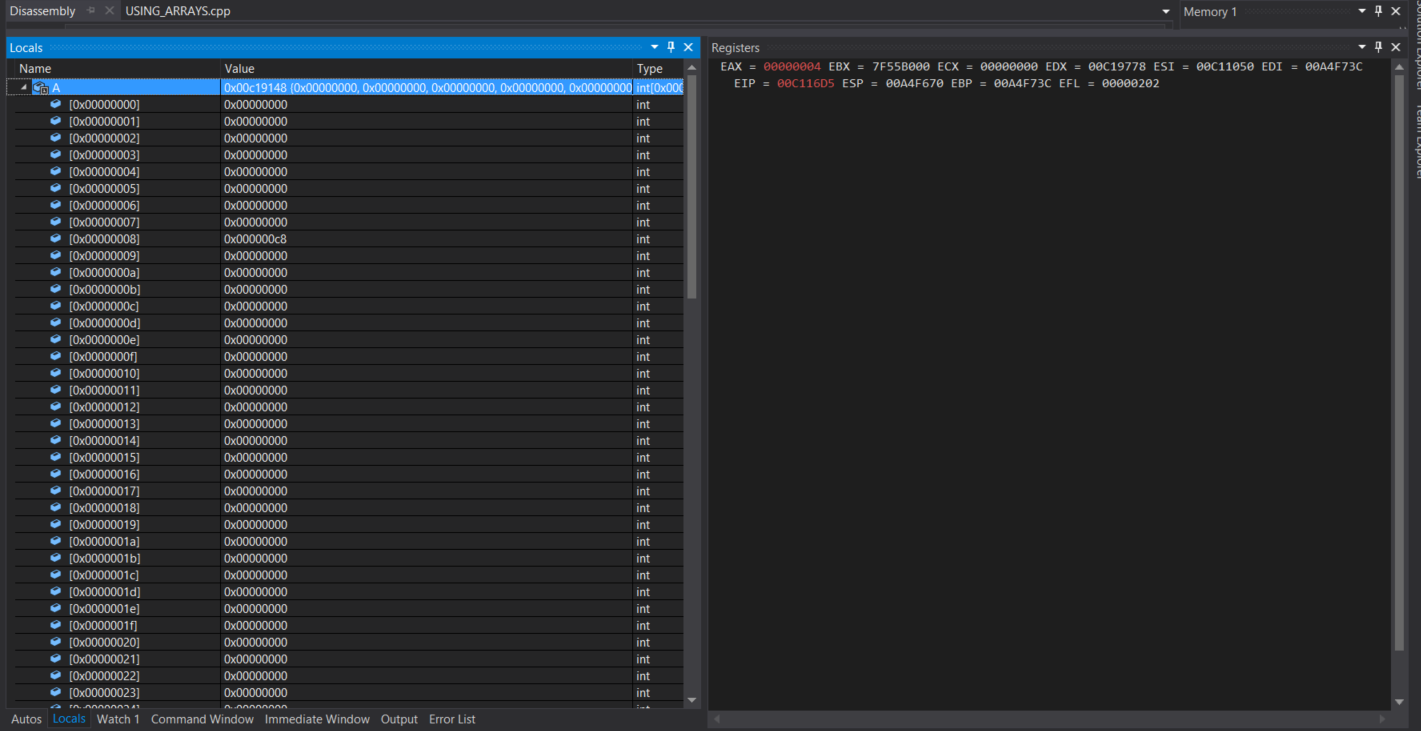 Disassembly USING_ARRAYS.cpp
Memory 1
Locals
Name Value Type
A 0x00c19148 {0x00000000, 0x00000000, 0x00000000, 0x00000000, 0x00000000 int[0x000
[0x00000000] 0x00000000 int
[0x00000001] 0x00000000 int
[0x00000002] 0x00000000 int
[0x00000003] 0x00000000 int
[0x00000004] 0x00000000 int
[0x00000005] 0x00000000 int
[0x00000006] 0x00000000 int
[0x00000007] 0x00000000 int
[0x00000008] 0x000000c8 int
[0x00000009] 0x00000000 int
[0x0000000a] 0x00000000 int
[0x0000000b] 0x00000000 int
[0x0000000c] 0x00000000 int
[0x0000000d] 0x00000000 int
[0x0000000e] 0x00000000 int
[0x0000000f] 0x00000000 int
[0x00000010] 0x00000000 int
[0x00000011] 0x00000000 int
[0x00000012] 0x00000000 int
[0x00000013] 0x00000000 int
[0x00000014] 0x00000000 int
[0x00000015] 0x00000000 int
[0x00000016] 0x00000000 int
[0x00000017] 0x00000000 int
[0x00000018] 0x00000000 int
[0x00000019] 0x00000000 int
[0x0000001a] 0x00000000 int
[0x0000001b] 0x00000000 int
[0x0000001c] 0x00000000 int
[0x0000001d] 0x00000000 int
[0x0000001e] 0x00000000 int
[0x0000001f] 0x00000000 int
[0x00000020] 0x00000000 int
[0x00000021] 0x00000000 int
[0x00000022] 0x00000000 int
[0x00000023] 0x00000000 int
Autos Locals Watch 1 Command Window Immediate Window Output Error List
Registers
EAX = 00000004 EBX = 7F55B000 ECX = 00000000 EDX = 00C19778 ESI = 00C11050 EDI = 00A4F73C
EIP = 00C116D5 ESP = 00A4F670 EBP = 00A4F73C EFL = 00000202